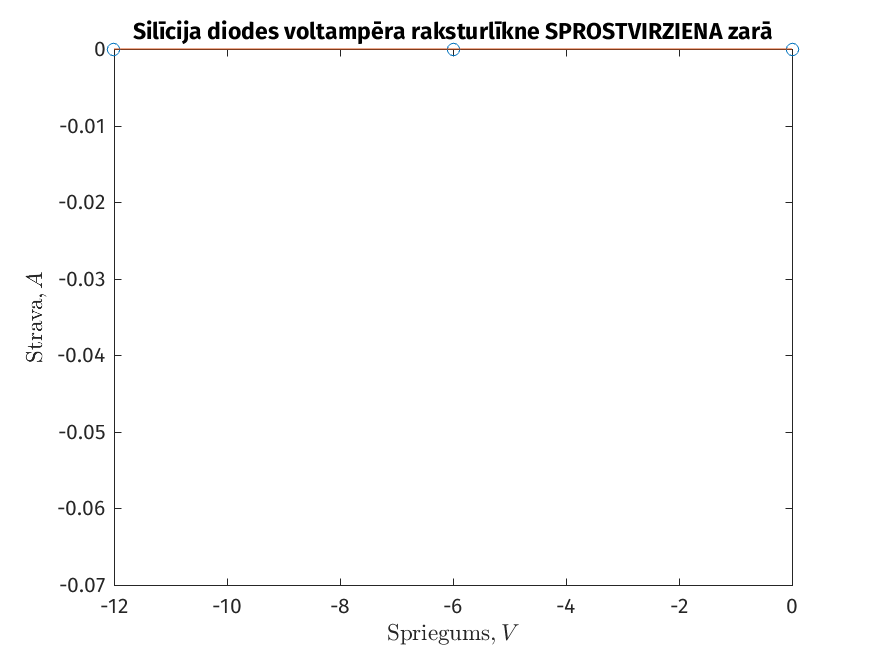 Silīcija diodes voltampēra raksturlīkne SPROSTVIRZIENA zarā
0
-0.01
-0.02
-0.03
-0.04
-0.05
-0.06
-0.07
Strava, A
-12 -10 -8 -6 -4 -2 0
Spriegums, V